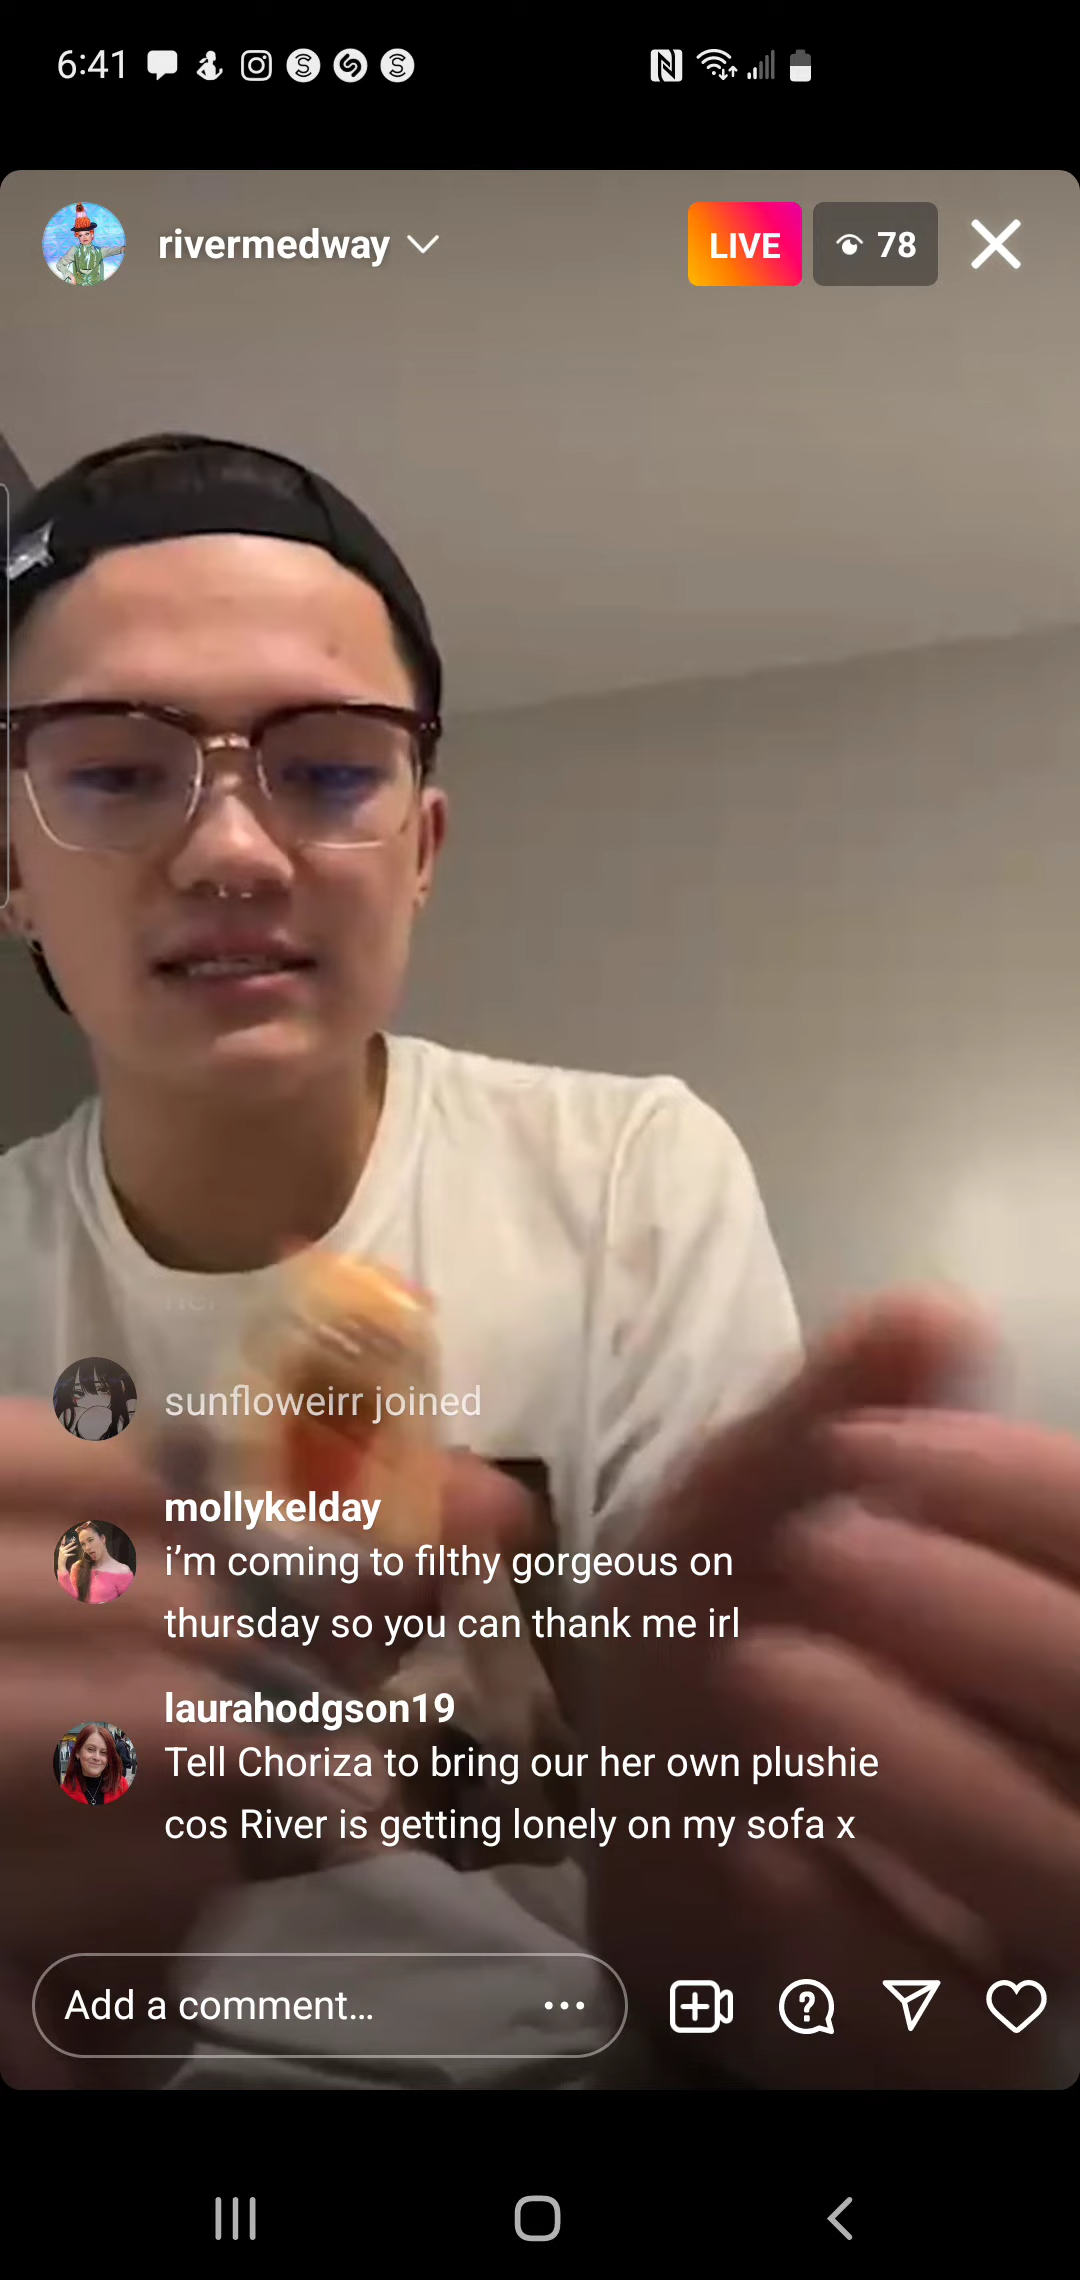 6:41
rivermedway
LIVE
78
sunfloweirr joined
mollykelday
i’m coming to filthy gorgeous on
thursday so you can thank me irl
laurahodgson19
Tell Choriza to bring our her own plushie
cos River is getting lonely on my sofa x
Add a comment...